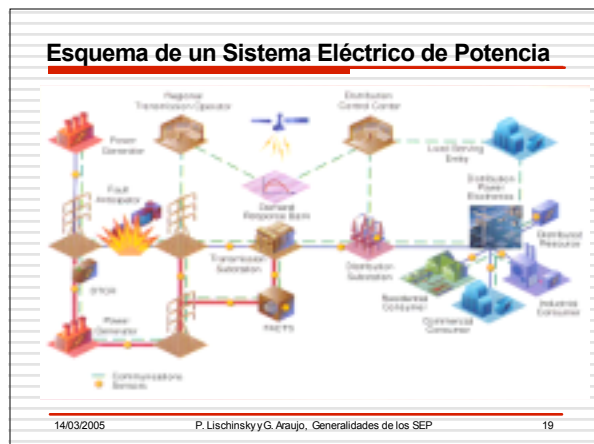 Esquema de un Sistema Eléctrico de Potencia
Regional
Transmission Operator
Distribution
Control Center
Power
Generator
Load Serving
Entity
Fault
Anticipator
Demand
Response Bank
Distribution
Power
Electronics
Distributed
Resource
Transmission
Substation
Distribution
Substation
Residential
Consumer
Industrial
Consumer
Commercial
Consumer
Power
Generator
FACTS
Communications
Sensors
14/03/2005
P. Lischinsky y G. Araujo, Generalidades de los SEP
19